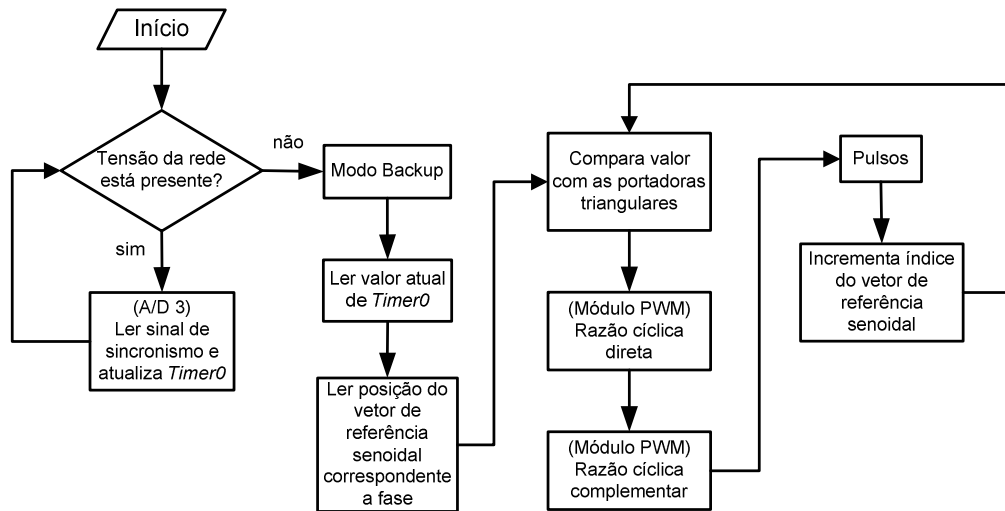 Início
Tensão da rede
está presente?
não
sim
(A/D 3)
Ler sinal de
sincronismo e
atualiza Timer0
Modo Backup
Ler valor atual
de Timer0
Ler posição do
vetor de
referência
senoidal
correspondente
a fase
Compara valor
com as portadoras
triangulares
(Módulo PWM)
Razão cíclica
direta
(Módulo PWM)
Razão cíclica
complementar
Pulsos
Incrementa índice
do vetor de
referência
senoidal